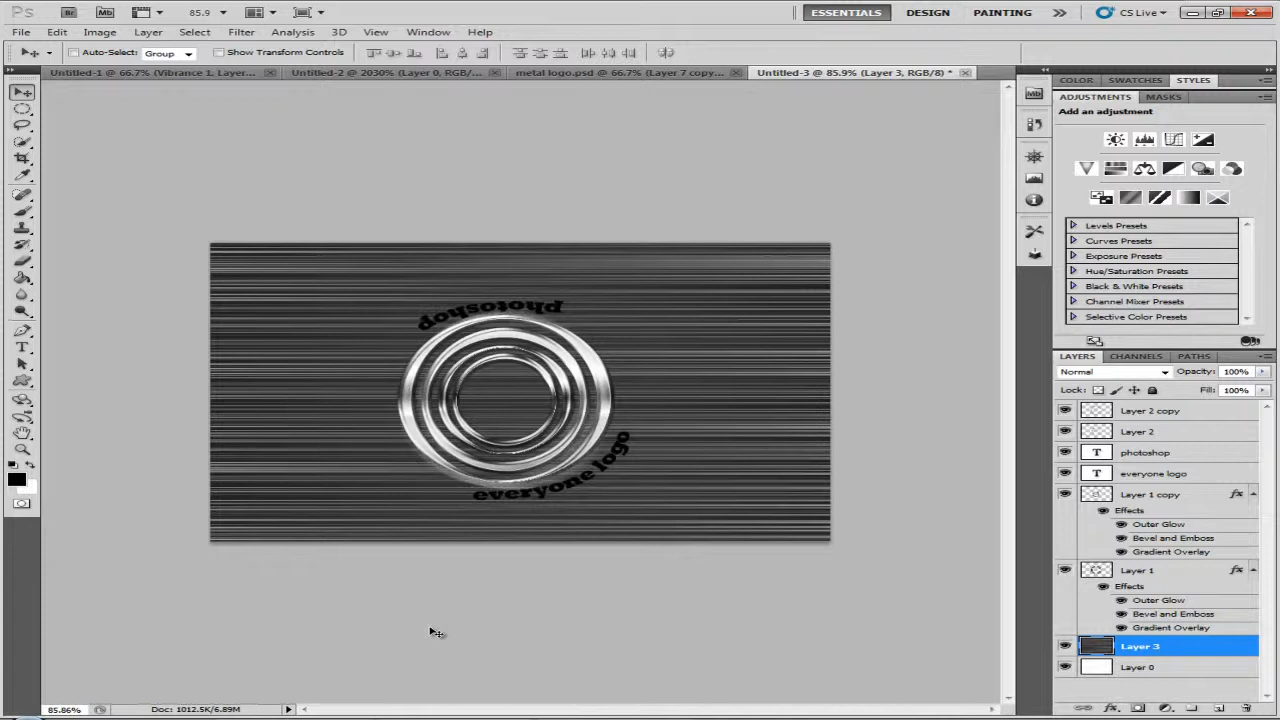 Ps Br Mb 85.9 ESSENTIALS DESIGN PAINTING CS Live
File Edit Image Layer Select Filter Analysis 3D View Window Help
Auto-Select: Group Show Transform Controls
Untitled-1 @ 66.7% (Vibrance 1, Layer... Untitled-2 @ 2030% (Layer 0, RGB/... metal logo.psd @ 66.7% (Layer 7 copy... Untitled-3 @ 85.9% (Layer 3, RGB/8) *
COLOR SWATCHES STYLES
Mb
ADJUSTMENTS MASKS
Add an adjustment
Levels Presets
Curves Presets
Exposure Presets
Hue/Saturation Presets
Black & White Presets
Channel Mixer Presets
Selective Color Presets
photoshop
everyone logo
LAYERS CHANNELS PATHS
Normal Opacity: 100%
Lock: Fill: 100%
Layer 2 copy
Layer 2
T photoshop
T everyone logo
Layer 1 copy fx
Effects
Outer Glow
Bevel and Emboss
Gradient Overlay
Layer 1 fx
Effects
Outer Glow
Bevel and Emboss
Gradient Overlay
Layer 3
Layer 0
85.86% Doc: 1012.5K/6.89M